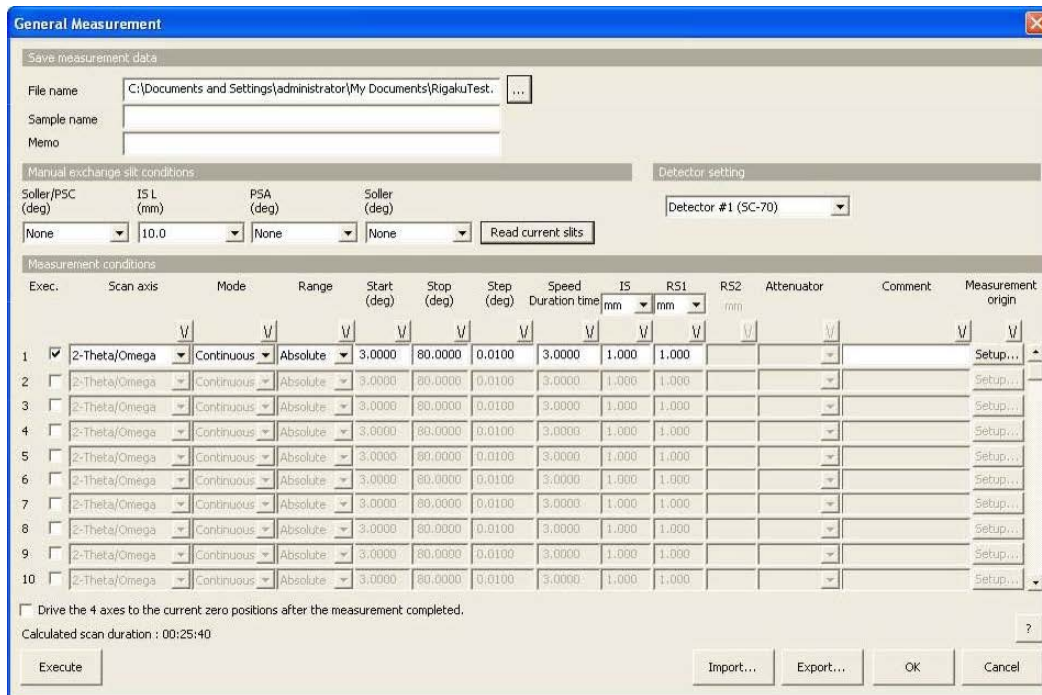 General Measurement
Save measurement data
File name C:\Documents and Settings\administrator\My Documents\RigakuTest. ...
Sample name
Memo
Manual exchange slit conditions Detector setting
Soller/PSC (deg) IS L (mm) PSA (deg) Soller (deg)
None 10.0 None None Read current slits Detector #1 (SC-70)
Measurement conditions
Exec. Scan axis Mode Range Start (deg) Stop (deg) Step (deg) Speed Duration time IS mm RS1 mm RS2 mm Attenuator Comment Measurement origin
\/ \/ \/ \/ \/ \/ \/ \/ \/ \/ \/ \/ \/
1 2-Theta/Omega Continuous Absolute 3.0000 80.0000 0.0100 3.0000 1.000 1.000 Setup...
2 2-Theta/Omega Continuous Absolute 3.0000 80.0000 0.0100 3.0000 1.000 1.000 Setup...
3 2-Theta/Omega Continuous Absolute 3.0000 80.0000 0.0100 3.0000 1.000 1.000 Setup...
4 2-Theta/Omega Continuous Absolute 3.0000 80.0000 0.0100 3.0000 1.000 1.000 Setup...
5 2-Theta/Omega Continuous Absolute 3.0000 80.0000 0.0100 3.0000 1.000 1.000 Setup...
6 2-Theta/Omega Continuous Absolute 3.0000 80.0000 0.0100 3.0000 1.000 1.000 Setup...
7 2-Theta/Omega Continuous Absolute 3.0000 80.0000 0.0100 3.0000 1.000 1.000 Setup...
8 2-Theta/Omega Continuous Absolute 3.0000 80.0000 0.0100 3.0000 1.000 1.000 Setup...
9 2-Theta/Omega Continuous Absolute 3.0000 80.0000 0.0100 3.0000 1.000 1.000 Setup...
10 2-Theta/Omega Continuous Absolute 3.0000 80.0000 0.0100 3.0000 1.000 1.000 Setup...
Drive the 4 axes to the current zero positions after the measurement completed.
Calculated scan duration : 00:25:40 ?
Execute Import... Export... OK Cancel